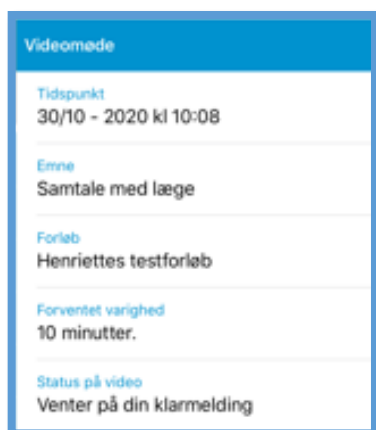 Videomøde
Tidspunkt
30/10 - 2020 kl 10:08
Emne
Samtale med læge
Forløb
Henriettes testforløb
Forventet varighed
10 minutter.
Status på video
Venter på din klarmelding